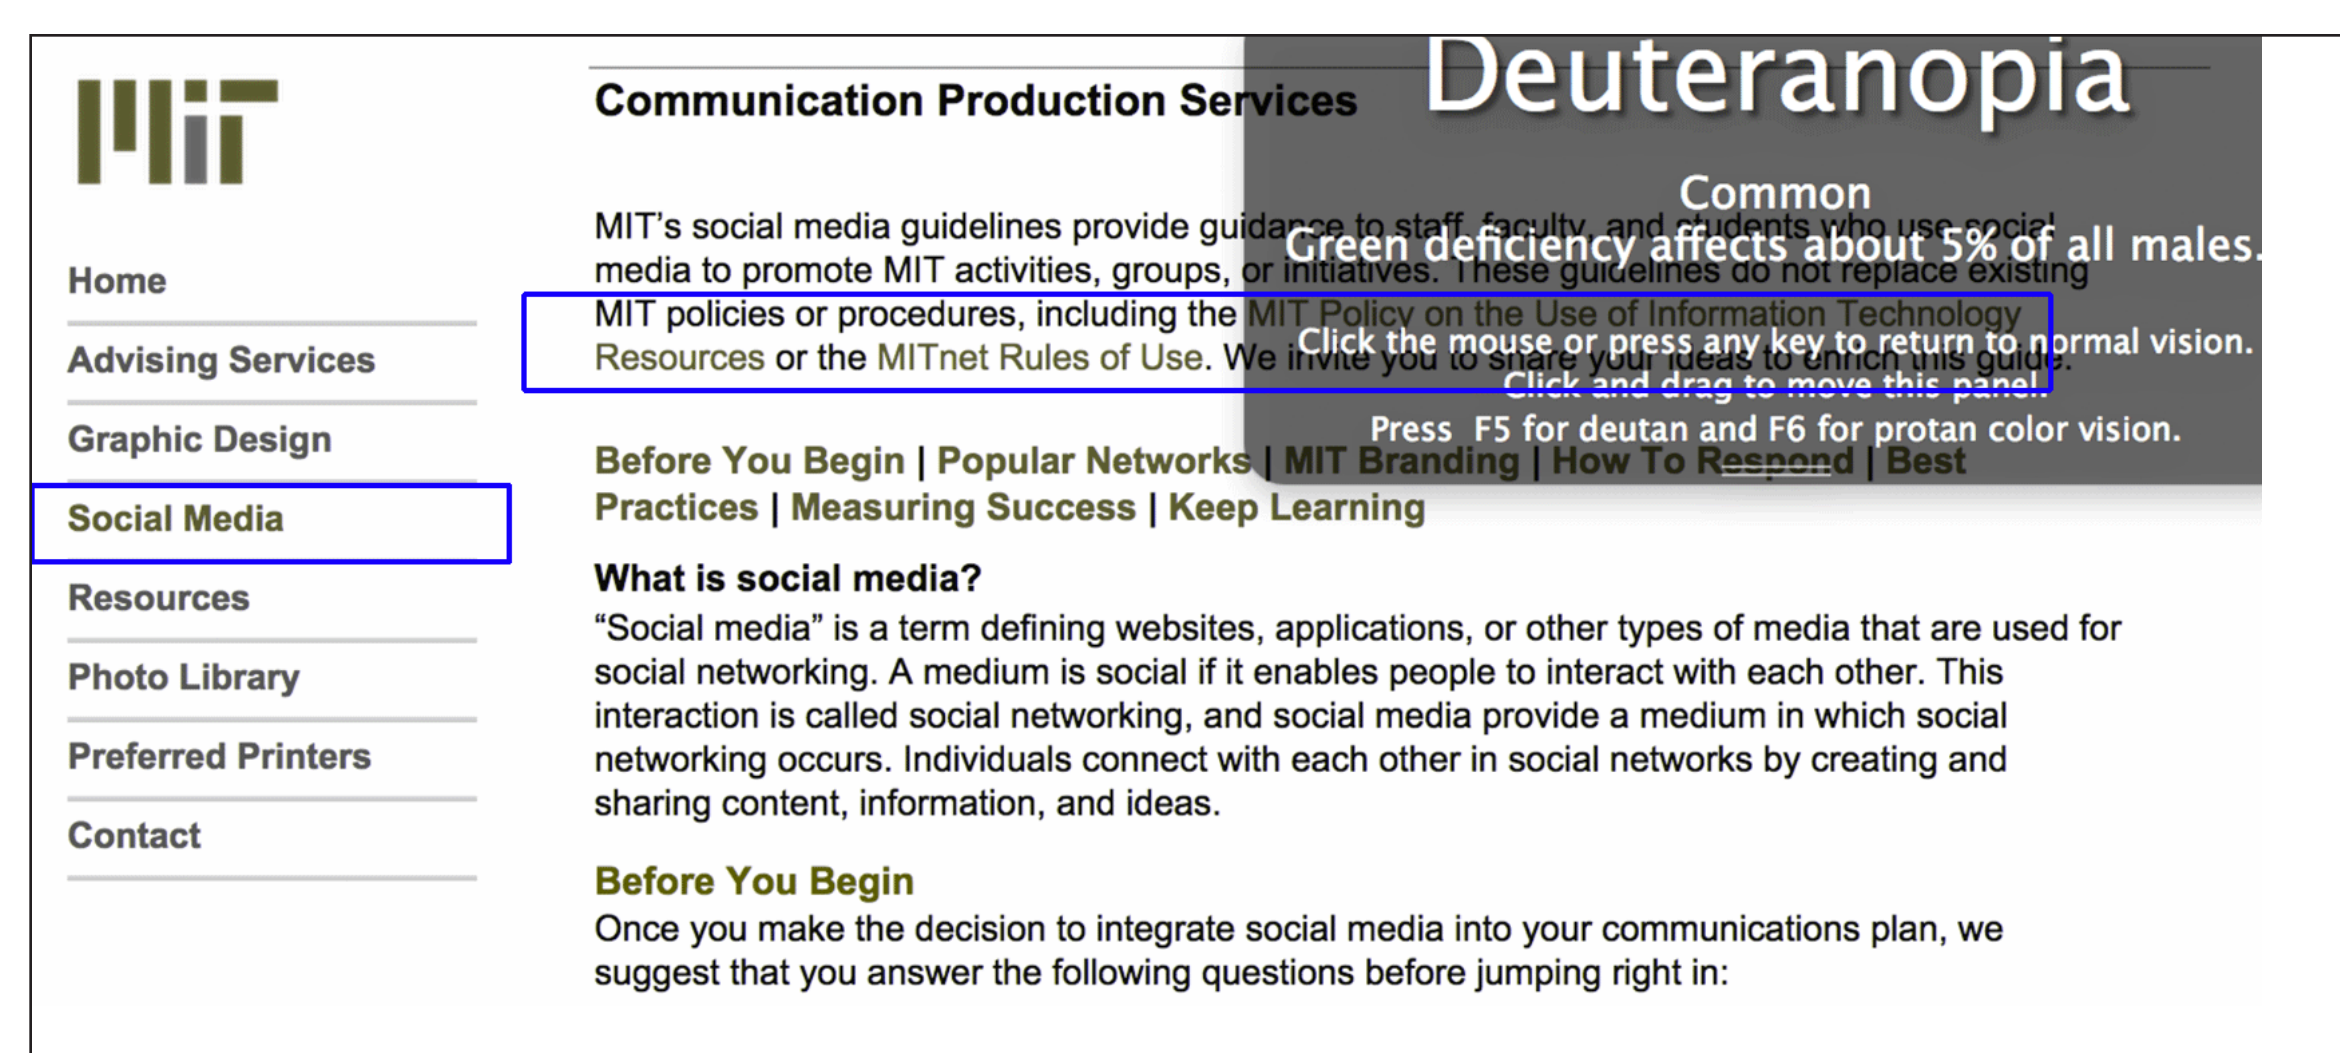 MIT
Home
Advising Services
Graphic Design
Social Media
Resources
Photo Library
Preferred Printers
Contact
Communication Production Services
MIT's social media guidelines provide guidance to staff, faculty, and students who use social
media to promote MIT activities, groups, or initiatives. These guidelines do not replace existing
MIT policies or procedures, including the MIT Policy on the Use of Information Technology
Resources or the MITnet Rules of Use. We invite you to share your ideas to enrich this guide.
Before You Begin | Popular Networks | MIT Branding | How To Respond | Best
Practices | Measuring Success | Keep Learning
What is social media?
“Social media” is a term defining websites, applications, or other types of media that are used for
social networking. A medium is social if it enables people to interact with each other. This
interaction is called social networking, and social media provide a medium in which social
networking occurs. Individuals connect with each other in social networks by creating and
sharing content, information, and ideas.
Before You Begin
Once you make the decision to integrate social media into your communications plan, we
suggest that you answer the following questions before jumping right in:
Deuteranopia
Common
Green deficiency affects about 5% of all males.
Click the mouse or press any key to return to normal vision.
Click and drag to move this panel.
Press F5 for deutan and F6 for protan color vision.